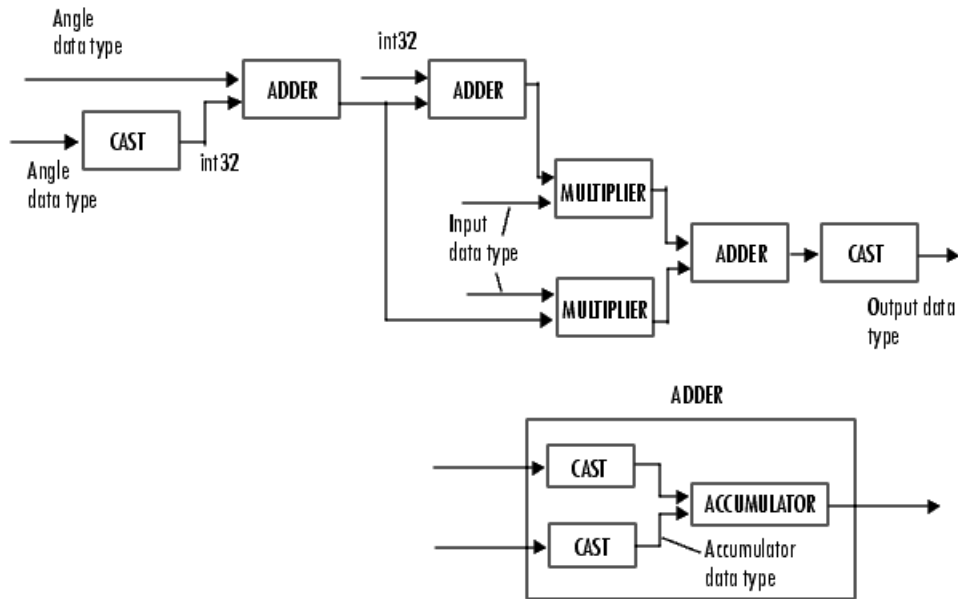 Angle
data type
int32
ADDER
ADDER
CAST
int32
Angle
data type
MULTIPLIER
Input
data type
ADDER
CAST
MULTIPLIER
Output data
type
ADDER
CAST
ACCUMULATOR
CAST
Accumulator
data type